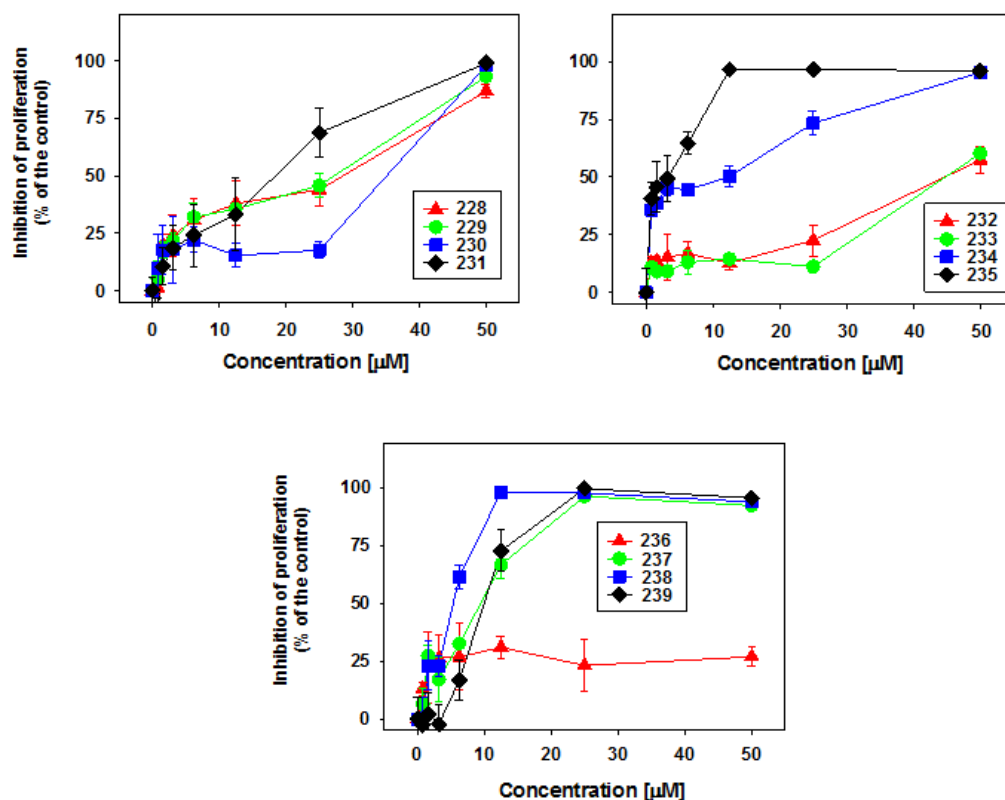 Inhibition of proliferation
(% of the control)
100
75
50
25
0
228
229
230
231
0 10 20 30 40 50
Concentration [µM]
100
75
50
25
0
232
233
234
235
0 10 20 30 40 50
Concentration [µM]
Inhibition of proliferation
(% of the control)
100
75
50
25
0
236
237
238
239
0 10 20 30 40 50
Concentration [µM]